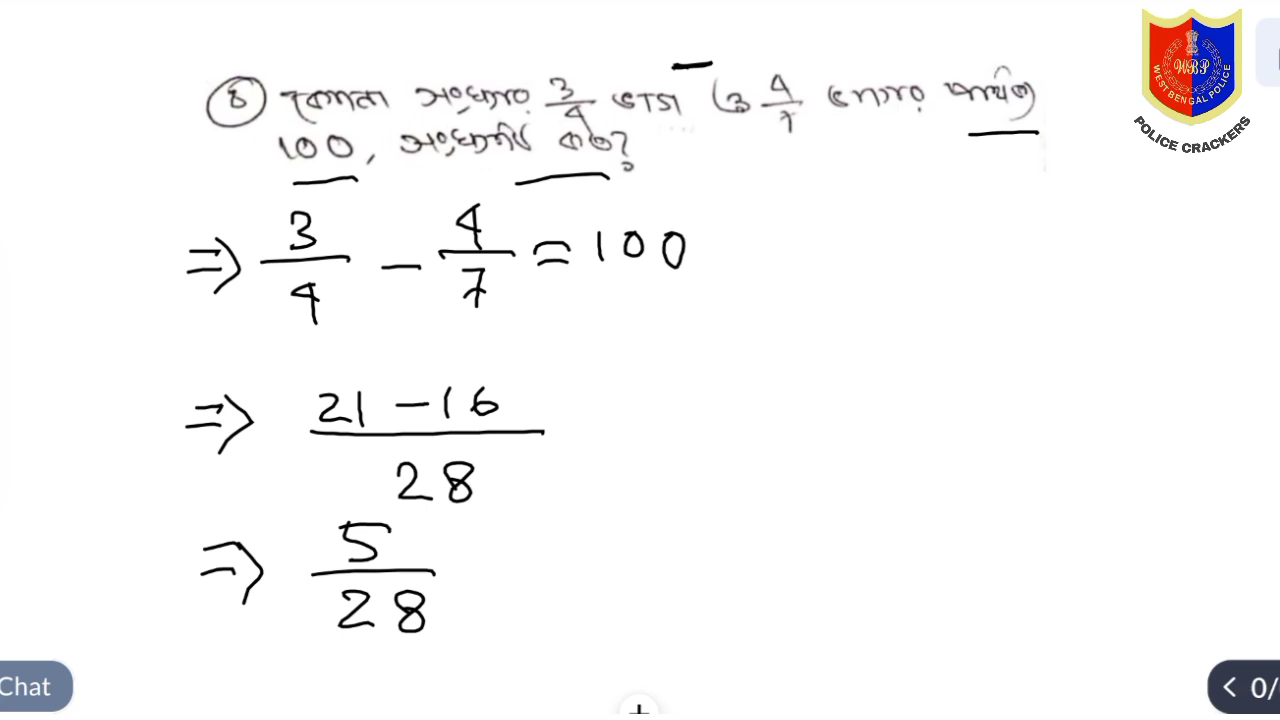 ৪ কোনো সংখ্যার 3/4 অংশ ও 4/7 অংশের পার্থক্য
100, সংখ্যাটি কত?
⇒ 3/4 - 4/7 = 100
⇒ 21 - 16 / 28
⇒ 5/28
WBP
WEST BENGAL POLICE
POLICE CRACKERS
Chat
< 0/